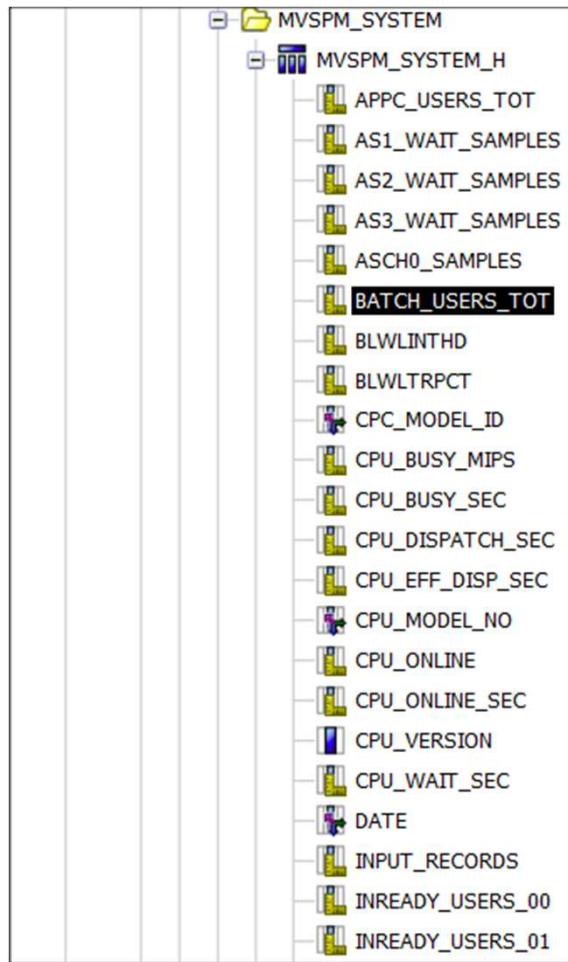 MVSPM_SYSTEM
MVSPM_SYSTEM_H
APPC_USERS_TOT
AS1_WAIT_SAMPLES
AS2_WAIT_SAMPLES
AS3_WAIT_SAMPLES
ASCH0_SAMPLES
BATCH_USERS_TOT
BLWLINTHD
BLWLTRPCT
CPC_MODEL_ID
CPU_BUSY_MIPS
CPU_BUSY_SEC
CPU_DISPATCH_SEC
CPU_EFF_DISP_SEC
CPU_MODEL_NO
CPU_ONLINE
CPU_ONLINE_SEC
CPU_VERSION
CPU_WAIT_SEC
DATE
INPUT_RECORDS
INREADY_USERS_00
INREADY_USERS_01